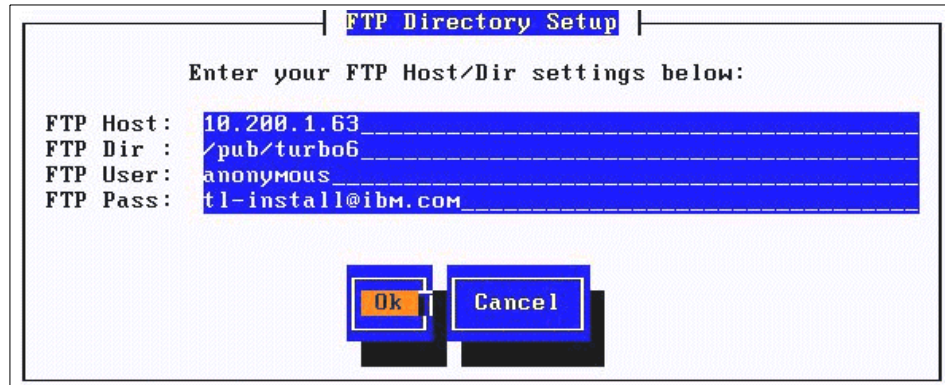 FTP Directory Setup
Enter your FTP Host/Dir settings below:
FTP Host: 10.200.1.63
FTP Dir : /pub/turbo6
FTP User: anonymous
FTP Pass: tl-install@ibm.com
Ok Cancel